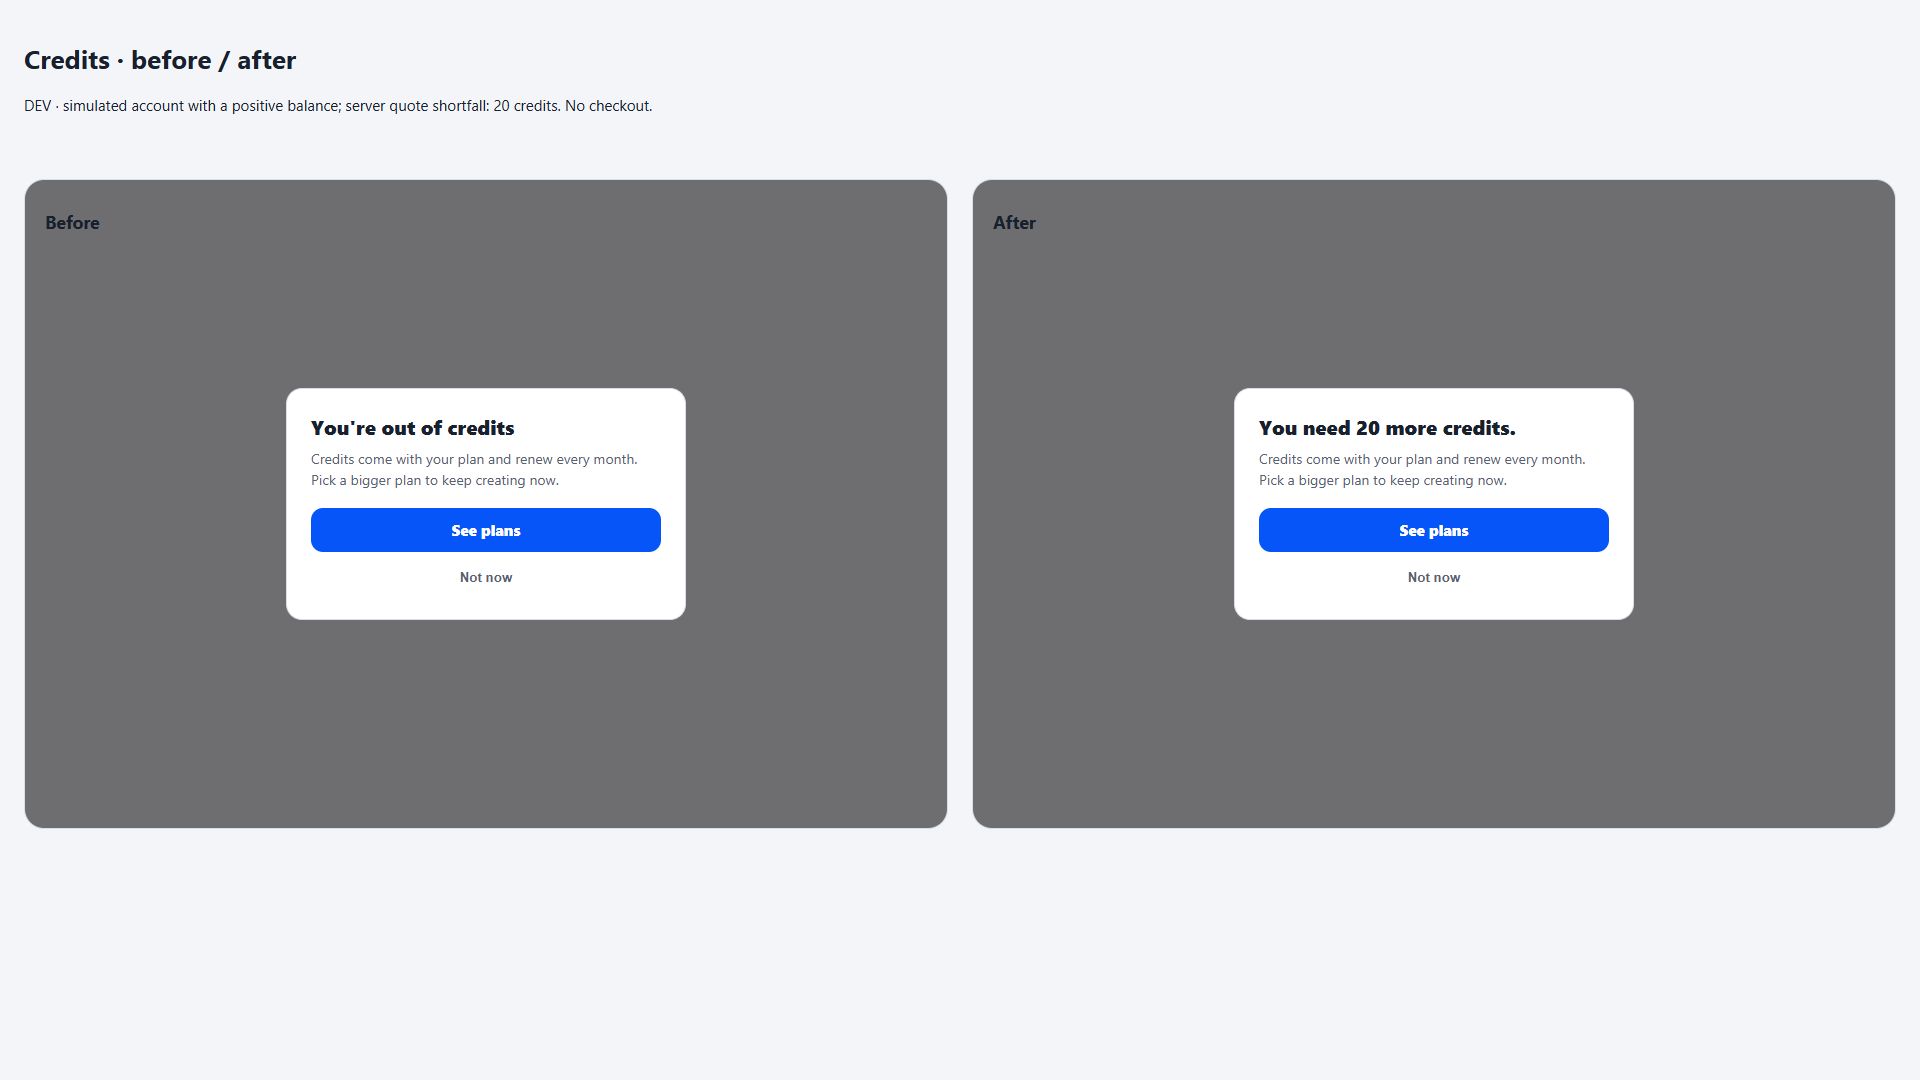 Credits · before / after
DEV · simulated account with a positive balance; server quote shortfall: 20 credits. No checkout.
Before
You're out of credits
Credits come with your plan and renew every month.
Pick a bigger plan to keep creating now.
See plans
Not now
After
You need 20 more credits.
Credits come with your plan and renew every month.
Pick a bigger plan to keep creating now.
See plans
Not now